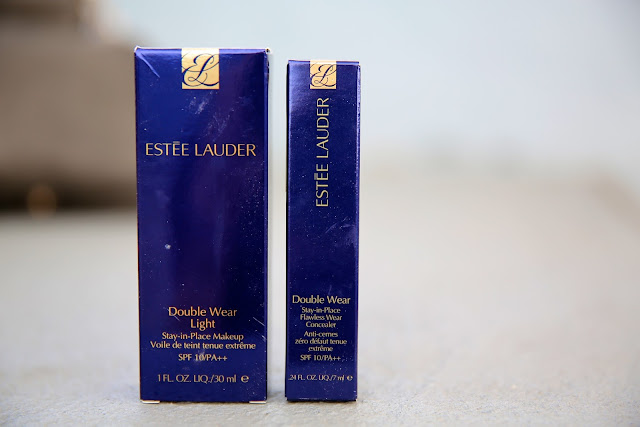 ESTĒE LAUDER
Double Wear
Light
Stay-in-Place Makeup
Voile de teint tenue extrême
SPF 10/PA++
1 FL. OZ. LIQ./30 ml ℮
ESTĒE LAUDER
Double Wear
Stay-in-Place
Flawless Wear
Concealer
Anti-cernes
zéro défaut tenue
extrême
SPF 10/PA++
.24 FL. OZ. LIQ./7 ml ℮